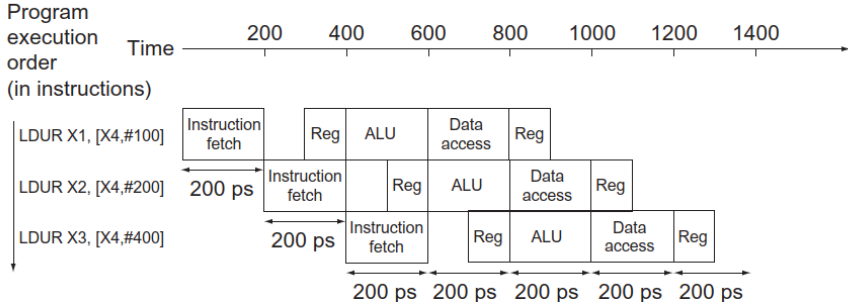 Program
execution
order
(in instructions)
Time
200 400 600 800 1000 1200 1400
LDUR X1, [X4,#100]
Instruction
fetch
Reg
ALU
Data
access
Reg
200 ps
LDUR X2, [X4,#200]
Instruction
fetch
Reg
ALU
Data
access
Reg
200 ps
LDUR X3, [X4,#400]
Instruction
fetch
Reg
ALU
Data
access
Reg
200 ps 200 ps 200 ps 200 ps 200 ps